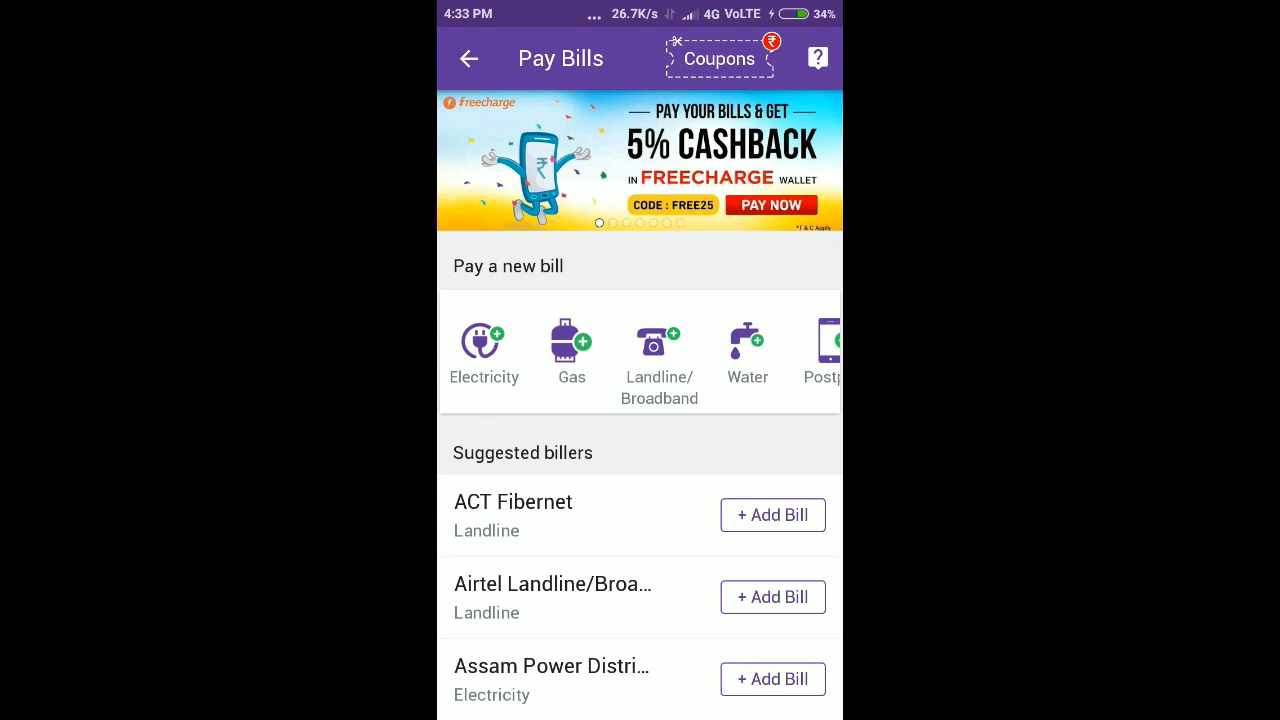 4:33 PM ... 26.7K/s 4G VoLTE 34%
Pay Bills Coupons ₹ ?
freecharge
PAY YOUR BILLS & GET
5% CASHBACK
IN FREECHARGE WALLET
CODE : FREE25 PAY NOW
*T & C Apply
₹
Pay a new bill
Electricity Gas Landline/ Water Postp
Broadband
Suggested billers
ACT Fibernet
Landline
+ Add Bill
Airtel Landline/Broa...
Landline
+ Add Bill
Assam Power Distri...
Electricity
+ Add Bill